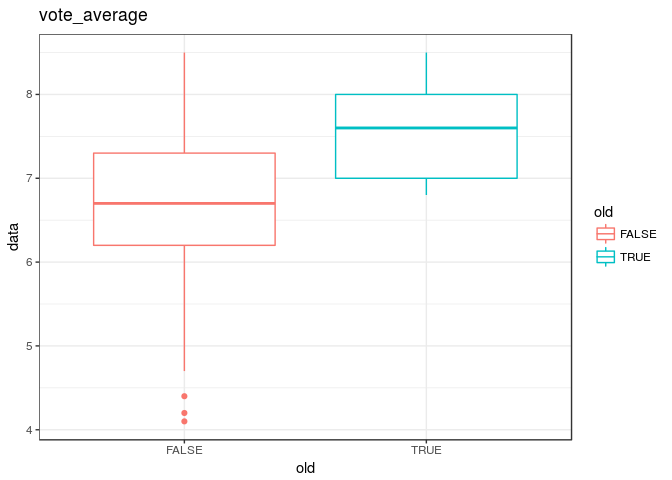 vote_average
8
7
6
5
4
data
FALSE
TRUE
old
old
FALSE
TRUE